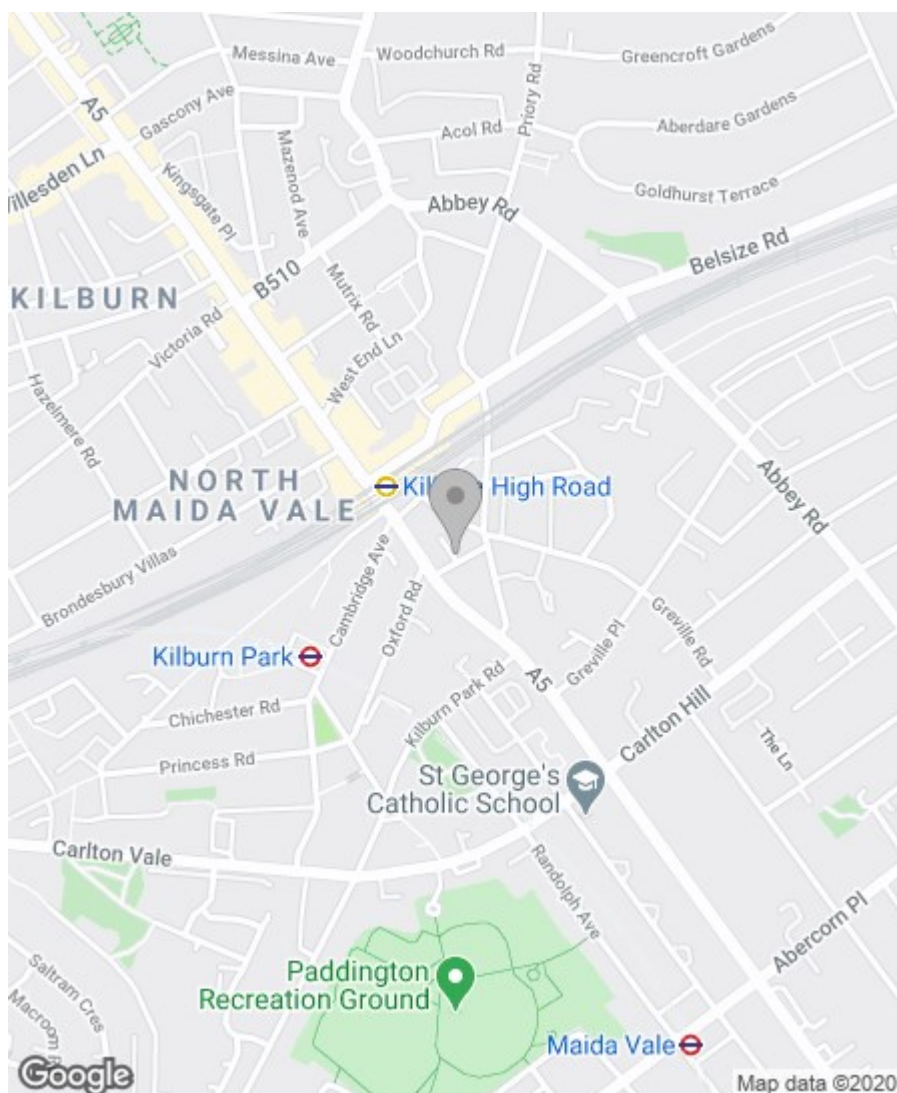 Messina Ave
Woodchurch Rd
Greencroft Gardens
A5
Gascony Ave
Priory Rd
Acol Rd
Aberdare Gardens
Mazenod Ave
Willesden Ln
Kingsgate Pl
Goldhurst Terrace
Abbey Rd
Belsize Rd
B510
KILBURN
Mutrix Rd
Victoria Rd
West End Ln
Hazelmere Rd
NORTH
MAIDA VALE
High Road
Abbey Rd
Brondesbury Villas
Cambridge Ave
Oxford Rd
Greville Rd
Greville Pl
Kilburn Park
A5
Kilburn Park Rd
Chichester Rd
Carlton Hill
Princess Rd
The Ln
St George's
Catholic School
Carlton Vale
Randolph Ave
Abercorn Pl
Saltram Cres
Paddington
Recreation Ground
Macroom
Maida Vale
Google
Map data ©2020